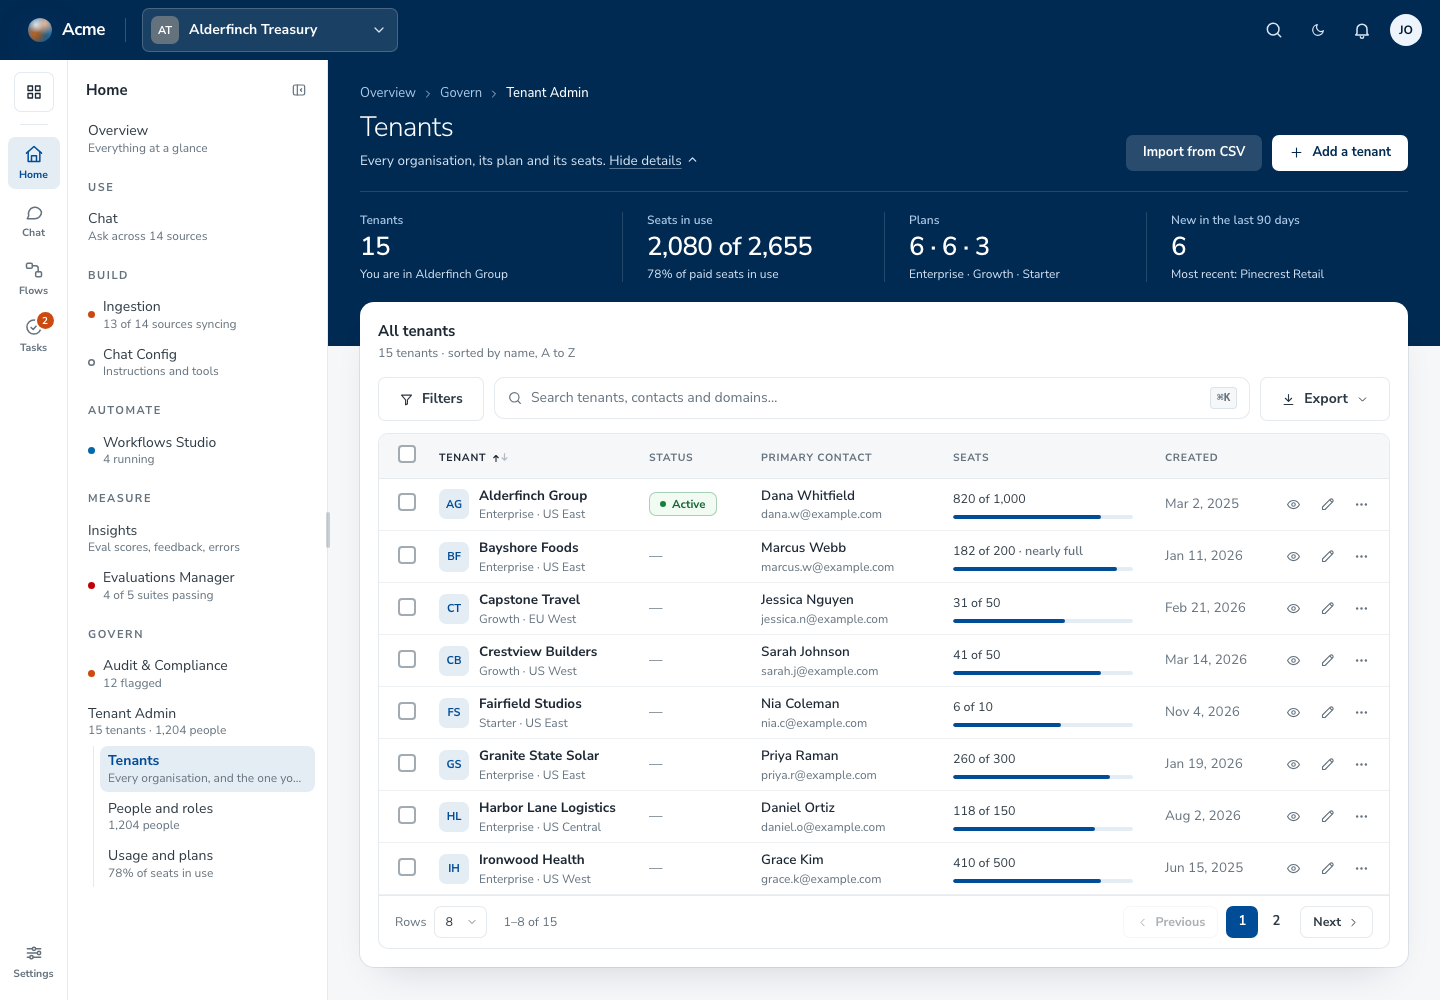 Acme
AT
Alderfinch Treasury
JO
Home
Chat
Flows
2
Tasks
Settings
Home
Overview
Everything at a glance
USE
Chat
Ask across 14 sources
BUILD
Ingestion
13 of 14 sources syncing
Chat Config
Instructions and tools
AUTOMATE
Workflows Studio
4 running
MEASURE
Insights
Eval scores, feedback, errors
Evaluations Manager
4 of 5 suites passing
GOVERN
Audit & Compliance
12 flagged
Tenant Admin
15 tenants · 1,204 people
Tenants
Every organisation, and the one yo...
People and roles
1,204 people
Usage and plans
78% of seats in use
Overview > Govern > Tenant Admin
Tenants
Every organisation, its plan and its seats. Hide details
Import from CSV
Add a tenant
Tenants
15
You are in Alderfinch Group
Seats in use
2,080 of 2,655
78% of paid seats in use
Plans
6 · 6 · 3
Enterprise · Growth · Starter
New in the last 90 days
6
Most recent: Pinecrest Retail
All tenants
15 tenants · sorted by name, A to Z
Filters
Search tenants, contacts and domains...
⌘K
Export
TENANT STATUS PRIMARY CONTACT SEATS CREATED
AG Alderfinch Group Active Dana Whitfield 820 of 1,000 Mar 2, 2025
Enterprise · US East dana.w@example.com
BF Bayshore Foods — Marcus Webb 182 of 200 · nearly full Jan 11, 2026
Enterprise · US East marcus.w@example.com
CT Capstone Travel — Jessica Nguyen 31 of 50 Feb 21, 2026
Growth · EU West jessica.n@example.com
CB Crestview Builders — Sarah Johnson 41 of 50 Mar 14, 2026
Growth · US West sarah.j@example.com
FS Fairfield Studios — Nia Coleman 6 of 10 Nov 4, 2026
Starter · US East nia.c@example.com
GS Granite State Solar — Priya Raman 260 of 300 Jan 19, 2026
Enterprise · US East priya.r@example.com
HL Harbor Lane Logistics — Daniel Ortiz 118 of 150 Aug 2, 2026
Enterprise · US Central daniel.o@example.com
IH Ironwood Health — Grace Kim 410 of 500 Jun 15, 2025
Enterprise · US West grace.k@example.com
Rows 8 1–8 of 15 Previous 1 2 Next